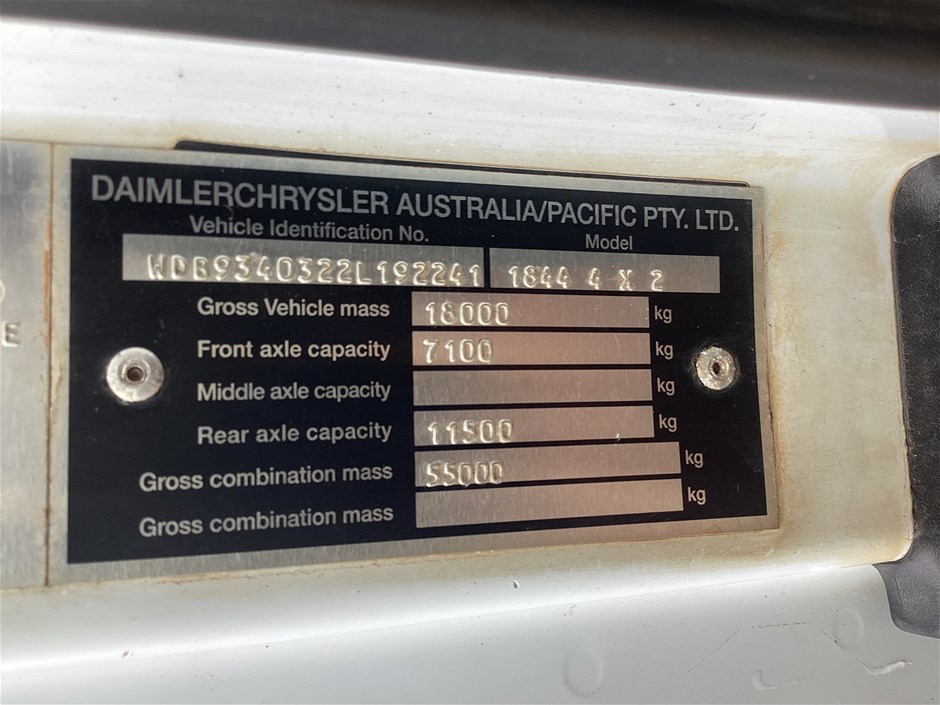 DAIMLERCHRYSLER AUSTRALIA/PACIFIC PTY. LTD.
Vehicle Identification No. Model
WDB9340322L192241 1844 4 X 2
Gross Vehicle mass 18000 kg
Front axle capacity 7100 kg
Middle axle capacity kg
Rear axle capacity 11500 kg
Gross combination mass 55000 kg
Gross combination mass kg
E